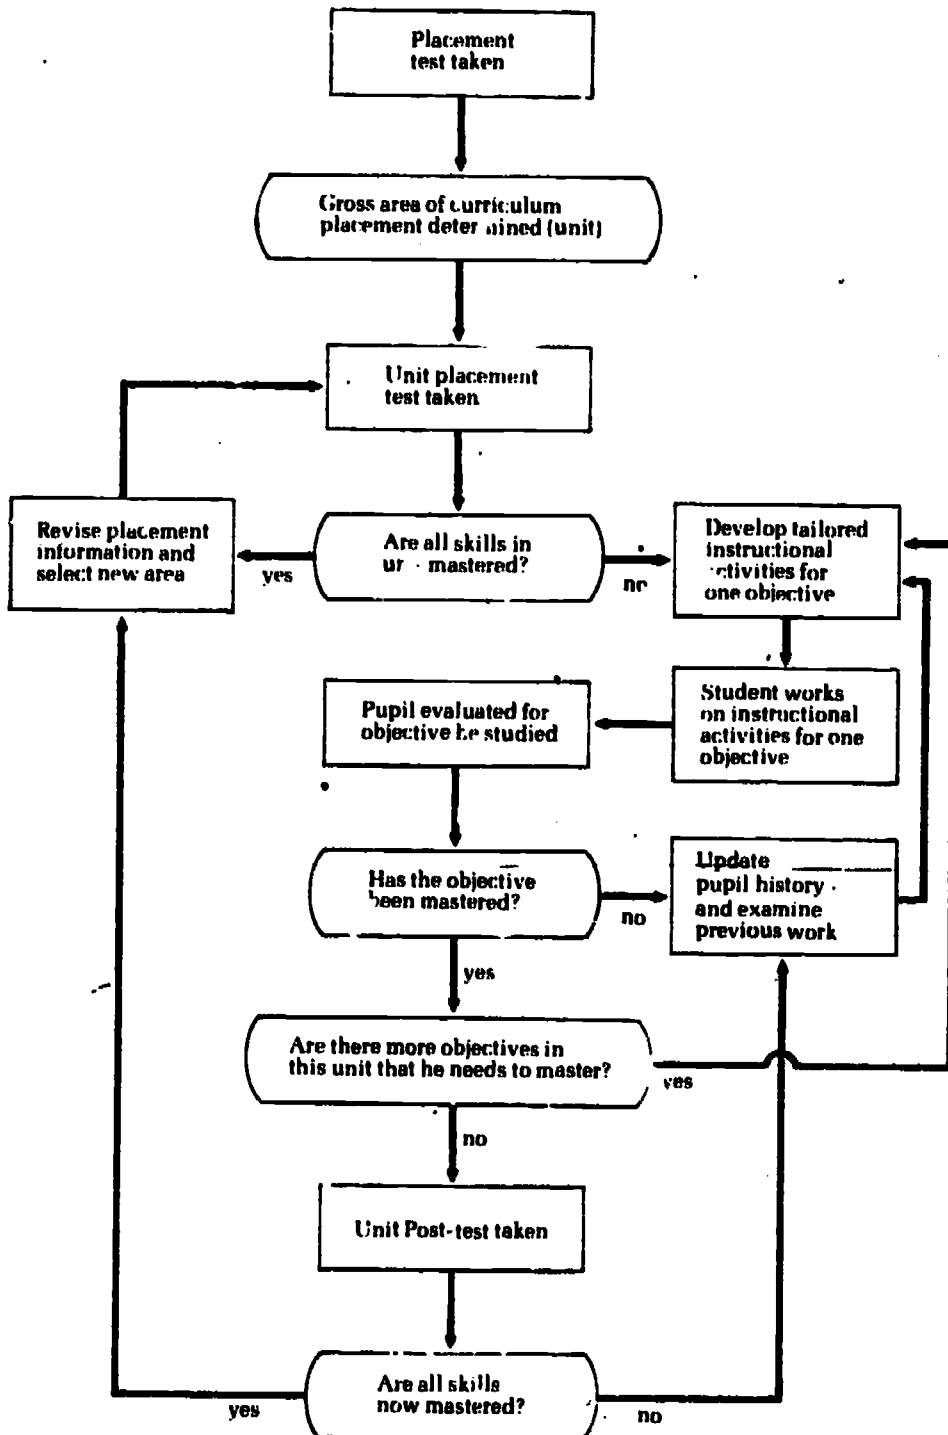 Placement
test taken
Gross area of curriculum
placement determined (unit)
Unit placement
test taken
Revise placement
information and
select new area
yes
Are all skills in
mastered?
no
Develop tailored
instructional
activities for
one objective
Pupil evaluated for
objective he studied
Student works
on instructional
activities for one
objective
Has the objective
been mastered?
no
Update
pupil history
and examine
previous work
yes
Are there more objectives in
this unit that he needs to master?
yes
no
Unit Post-test taken
Are all skills
now mastered?
yes
no